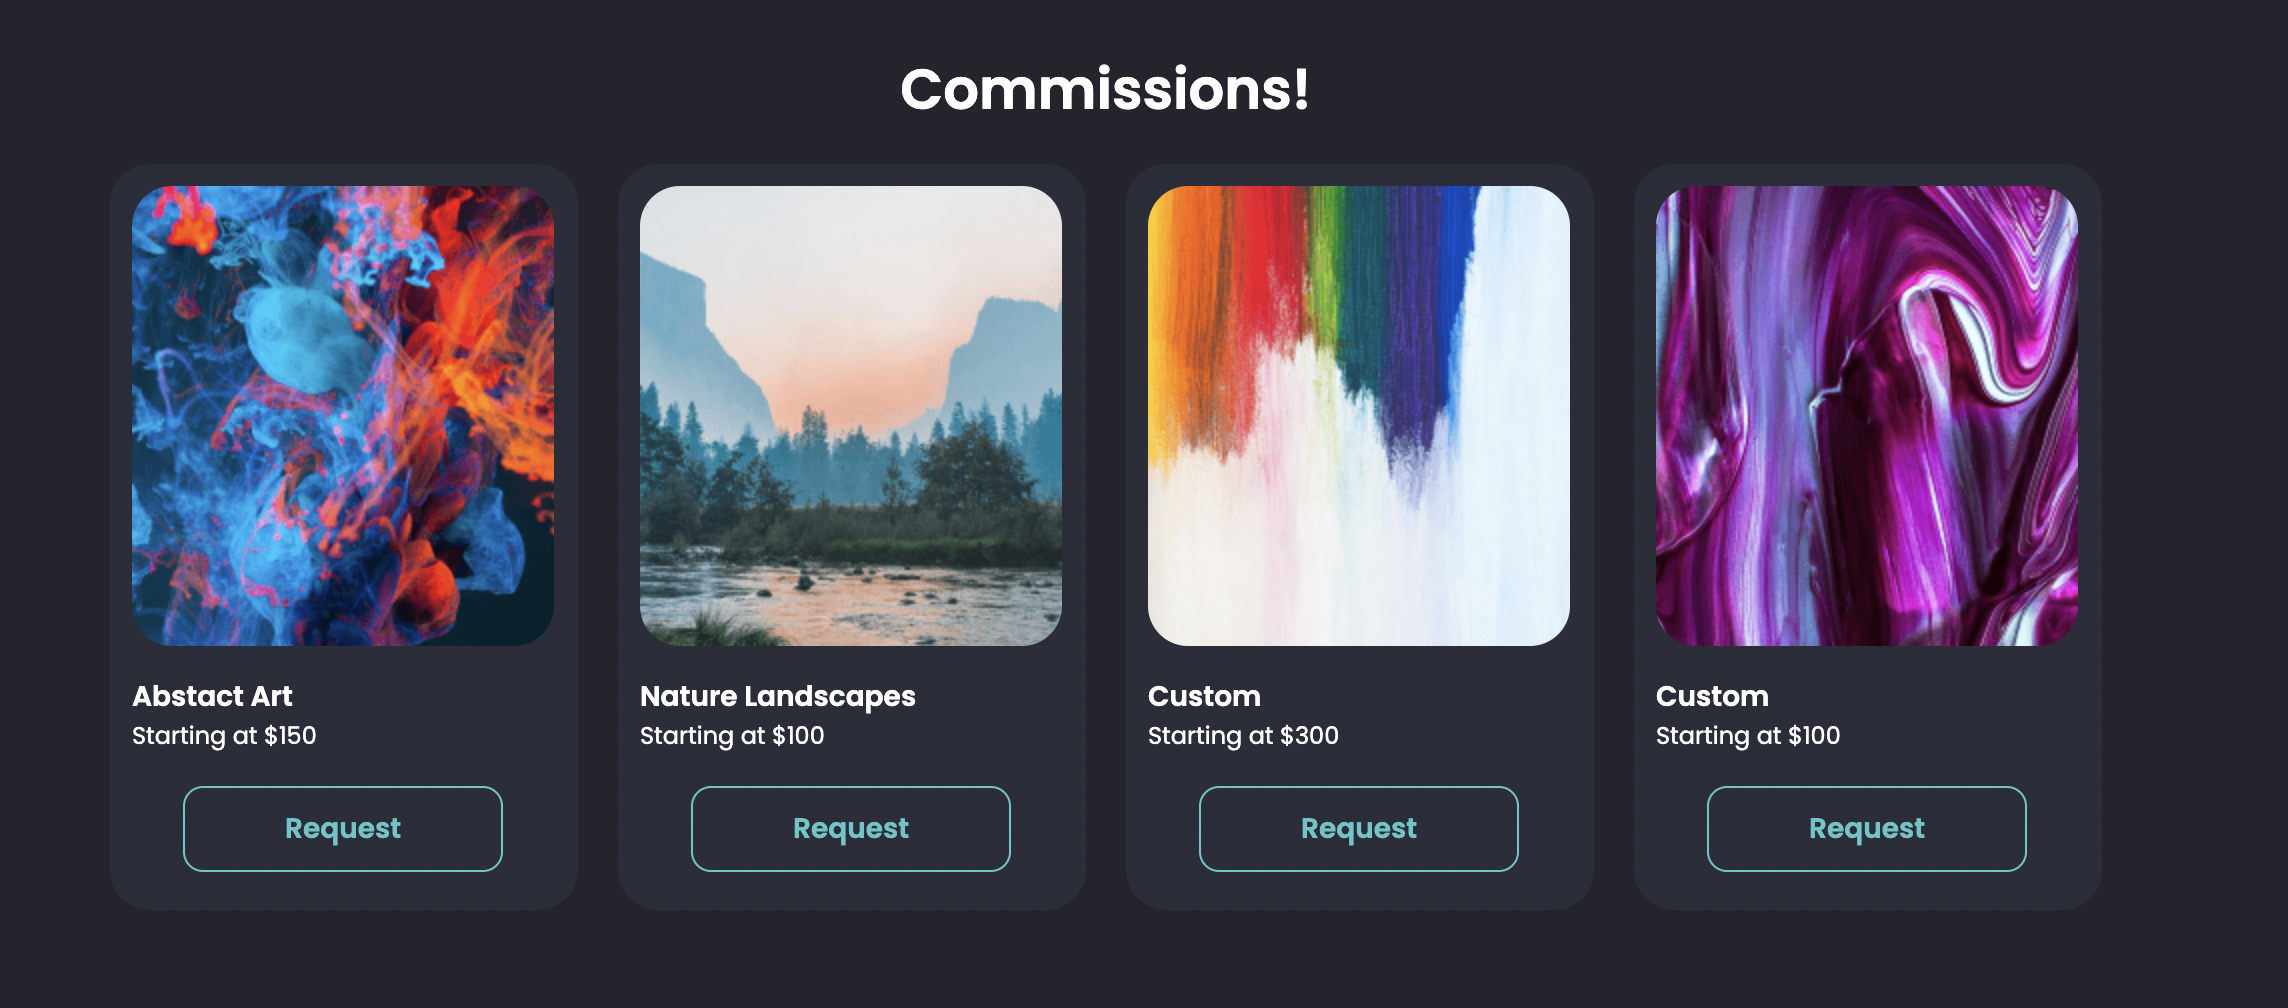 Commissions!
Abstact Art
Starting at $150
Request
Nature Landscapes
Starting at $100
Request
Custom
Starting at $300
Request
Custom
Starting at $100
Request